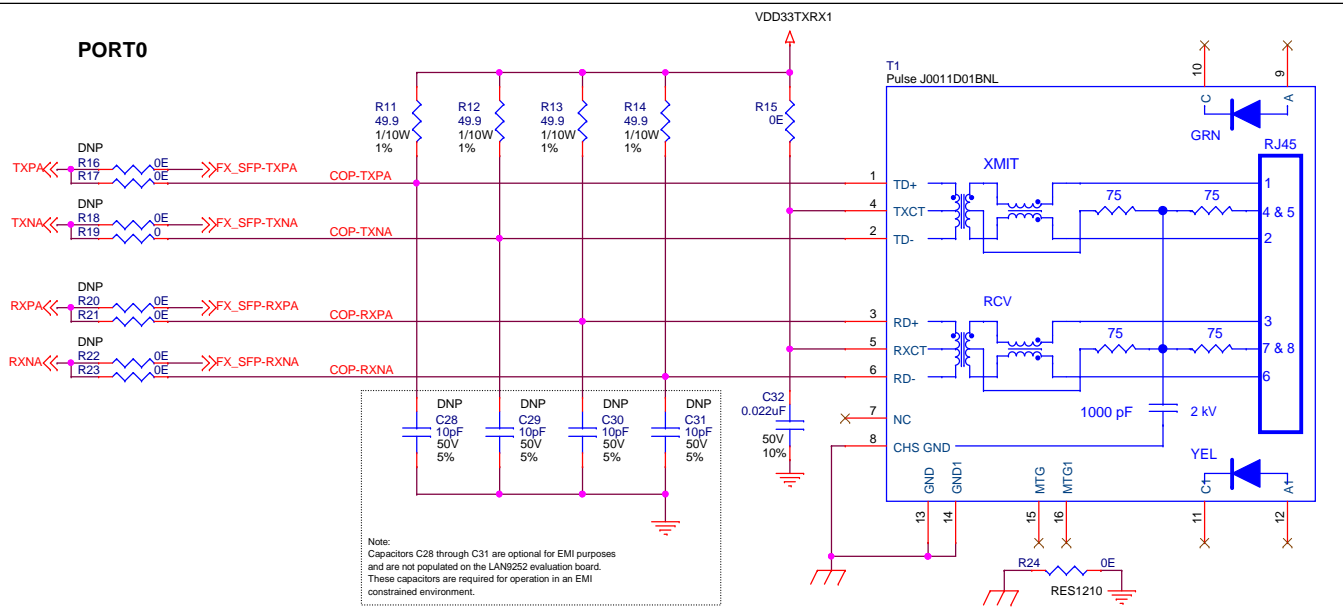 PORT0
VDD33TXRX1
R11
49.9
1/10W
1%
R12
49.9
1/10W
1%
R13
49.9
1/10W
1%
R14
49.9
1/10W
1%
R15
0E
T1
Pulse J0011D01BNL
10
9
C
A
GRN
RJ45
DNP
TXPA
R16
0E
FX_SFP-TXPA
R17
0E
COP-TXPA
1
TD+
XMIT
75
75
1
DNP
TXNA
R18
0E
FX_SFP-TXNA
R19
0
COP-TXNA
4
TXCT
4 & 5
2
TD-
2
DNP
RXPA
R20
0E
FX_SFP-RXPA
R21
0E
COP-RXPA
3
RD+
RCV
75
75
3
DNP
RXNA
R22
0E
FX_SFP-RXNA
R23
0E
COP-RXNA
5
RXCT
7 & 8
6
RD-
6
DNP
C28
10pF
50V
5%
DNP
C29
10pF
50V
5%
DNP
C30
10pF
50V
5%
DNP
C31
10pF
50V
5%
C32
0.022uF
50V
10%
7
NC
8
CHS GND
1000 pF
2 kV
YEL
GND
GND1
MTG
MTG1
C1
A1
13
14
15
16
11
12
Note:
Capacitors C28 through C31 are optional for EMI purposes
and are not populated on the LAN9252 evaluation board.
These capacitors are required for operation in an EMI
constrained environment.
R24
0E
RES1210